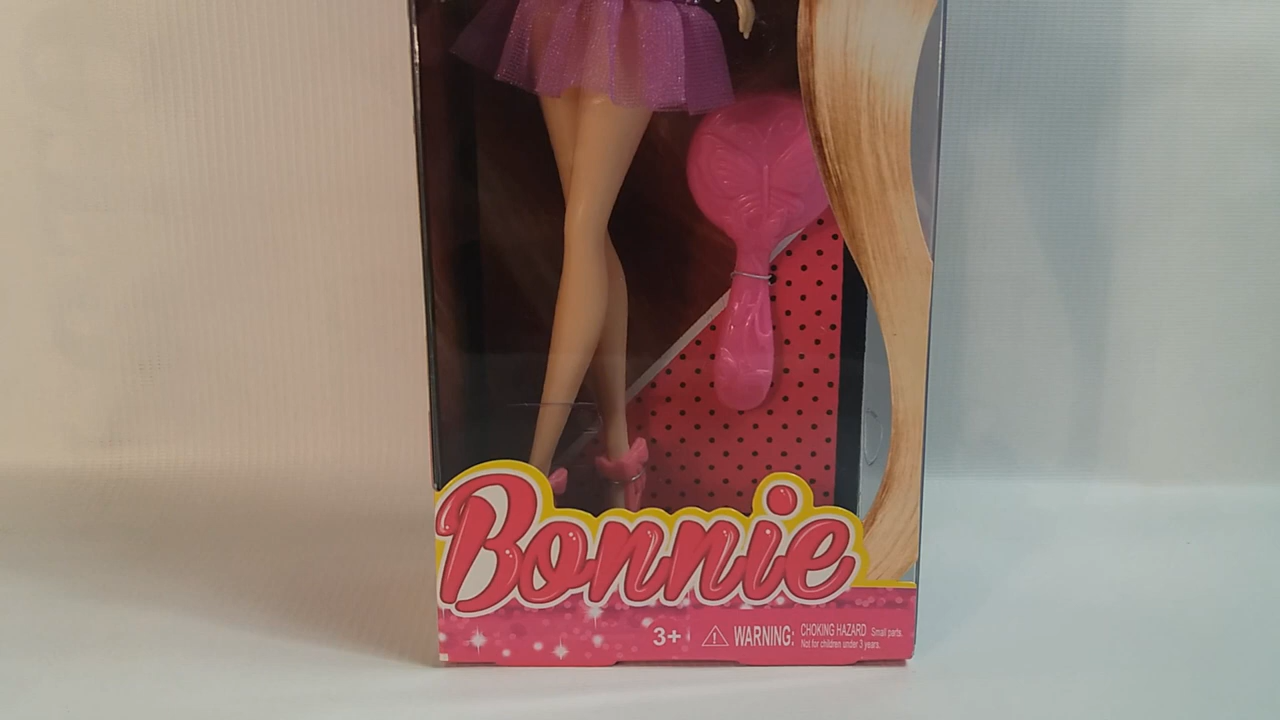 Bonnie
3+ WARNING: CHOKING HAZARD Small parts.
Not for children under 3 years.